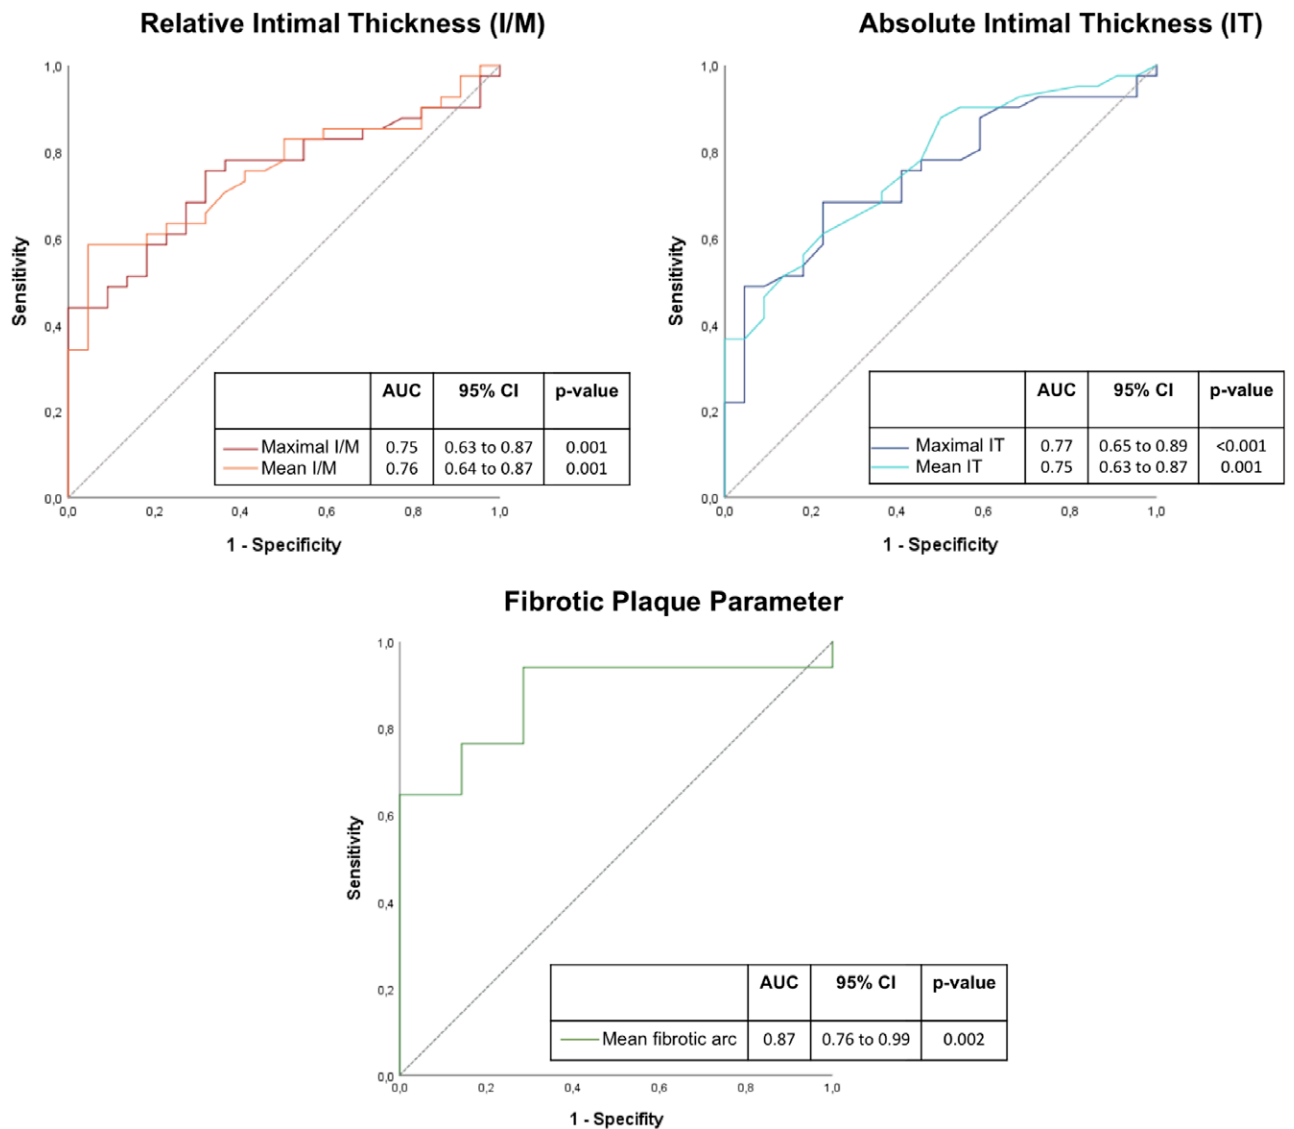 Relative Intimal Thickness (I/M)
1,0
0,8
0,6
0,4
0,2
0,0
Sensitivity
0,0 0,2 0,4 0,6 0,8 1,0
1 - Specificity
AUC 95% CI p-value
Maximal I/M 0.75 0.63 to 0.87 0.001
Mean I/M 0.76 0.64 to 0.87 0.001
Absolute Intimal Thickness (IT)
1,0
0,8
0,6
0,4
0,2
0,0
Sensitivity
0,0 0,2 0,4 0,6 0,8 1,0
1 - Specificity
AUC 95% CI p-value
Maximal IT 0.77 0.65 to 0.89 <0.001
Mean IT 0.75 0.63 to 0.87 0.001
Fibrotic Plaque Parameter
1,0
0,8
0,6
0,4
0,2
0,0
Sensitivity
0,0 0,2 0,4 0,6 0,8 1,0
1 - Specifity
AUC 95% CI p-value
Mean fibrotic arc 0.87 0.76 to 0.99 0.002